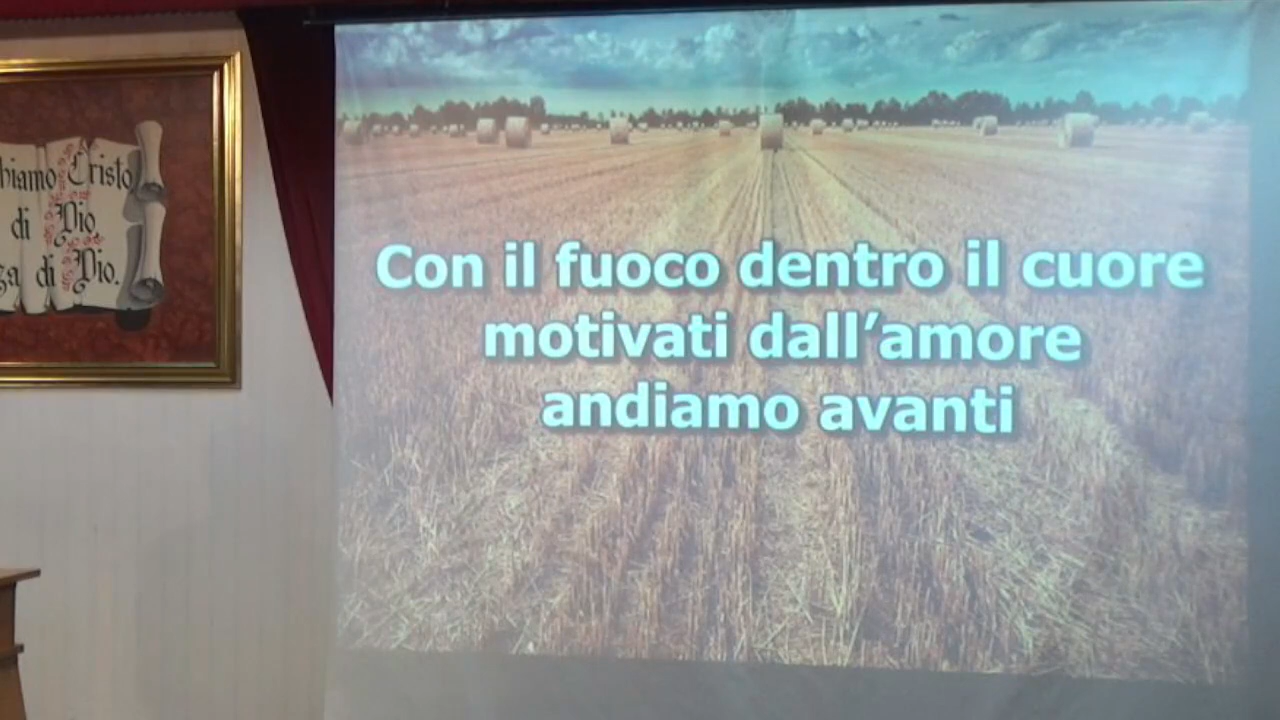 Cristo
di Dio,
di Dio.
Con il fuoco dentro il cuore
motivati dall'amore
andiamo avanti